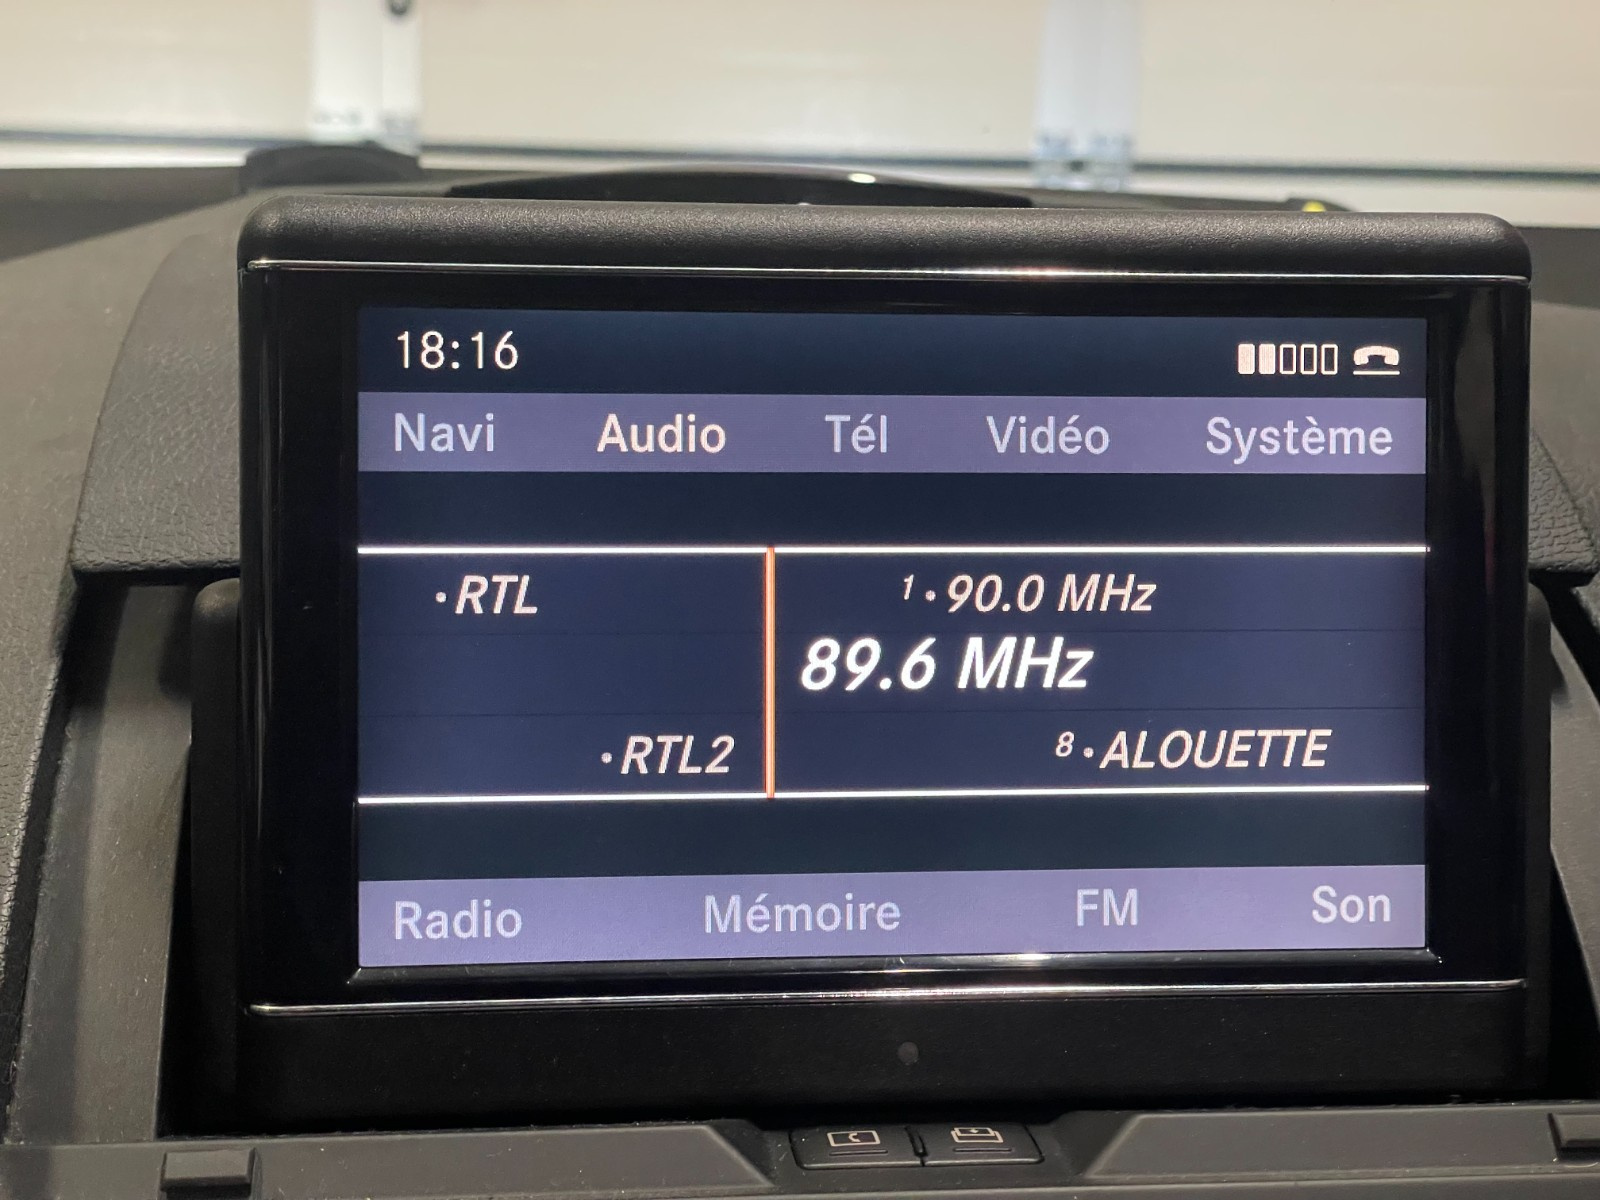 18:16
Navi Audio Tél Vidéo Système
·RTL 1·90.0 MHz
89.6 MHz
·RTL2 8·ALOUETTE
Radio Mémoire FM Son